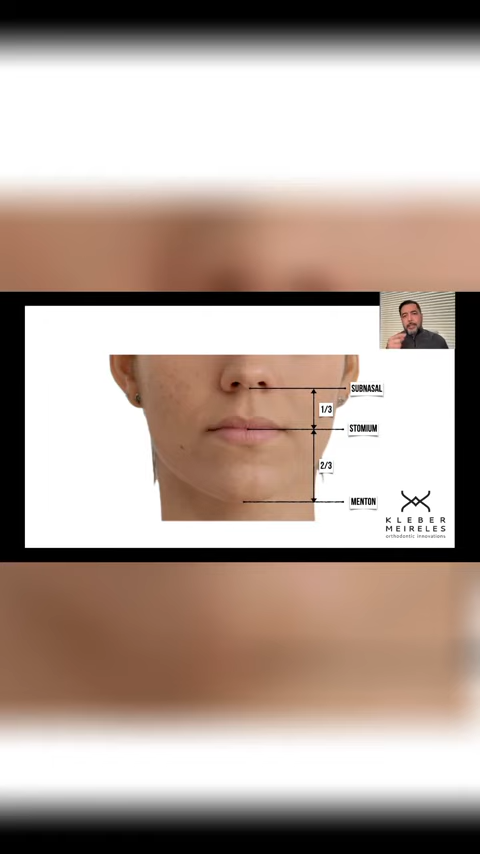 SUBNASAL
1/3
STOMIUM
2/3
MENTON
KLEBER
MEIRELES
orthodontic innovations